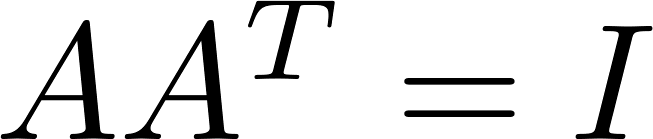 $AA^T = I$